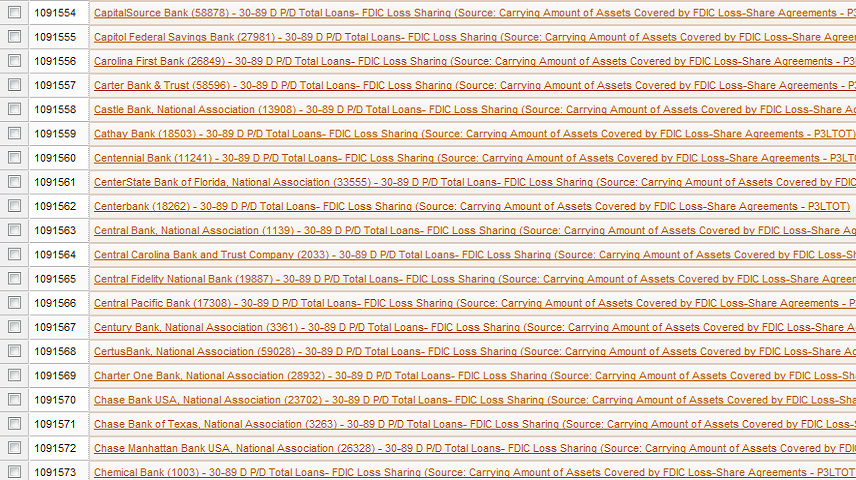 1091554 CapitalSource Bank (58878) - 30-89 D P/D Total Loans- FDIC Loss Sharing (Source: Carrying Amount of Assets Covered by FDIC Loss-Share Agreements - P3
1091555 Capitol Federal Savings Bank (27981) - 30-89 D P/D Total Loans- FDIC Loss Sharing (Source: Carrying Amount of Assets Covered by FDIC Loss-Share Agreem
1091556 Carolina First Bank (26849) - 30-89 D P/D Total Loans- FDIC Loss Sharing (Source: Carrying Amount of Assets Covered by FDIC Loss-Share Agreements - P3
1091557 Carter Bank & Trust (58596) - 30-89 D P/D Total Loans- FDIC Loss Sharing (Source: Carrying Amount of Assets Covered by FDIC Loss-Share Agreements - P
1091558 Castle Bank, National Association (13908) - 30-89 D P/D Total Loans- FDIC Loss Sharing (Source: Carrying Amount of Assets Covered by FDIC Loss-Share Ag
1091559 Cathay Bank (18503) - 30-89 D P/D Total Loans- FDIC Loss Sharing (Source: Carrying Amount of Assets Covered by FDIC Loss-Share Agreements - P3LTOT)
1091560 Centennial Bank (11241) - 30-89 D P/D Total Loans- FDIC Loss Sharing (Source: Carrying Amount of Assets Covered by FDIC Loss-Share Agreements - P3LT
1091561 CenterState Bank of Florida, National Association (33555) - 30-89 D P/D Total Loans- FDIC Loss Sharing (Source: Carrying Amount of Assets Covered by FDIC
1091562 Centerbank (18262) - 30-89 D P/D Total Loans- FDIC Loss Sharing (Source: Carrying Amount of Assets Covered by FDIC Loss-Share Agreements - P3LTOT)
1091563 Central Bank, National Association (1139) - 30-89 D P/D Total Loans- FDIC Loss Sharing (Source: Carrying Amount of Assets Covered by FDIC Loss-Share Ag
1091564 Central Carolina Bank and Trust Company (2033) - 30-89 D P/D Total Loans- FDIC Loss Sharing (Source: Carrying Amount of Assets Covered by FDIC Loss-Sh
1091565 Central Fidelity National Bank (19887) - 30-89 D P/D Total Loans- FDIC Loss Sharing (Source: Carrying Amount of Assets Covered by FDIC Loss-Share Agreem
1091566 Central Pacific Bank (17308) - 30-89 D P/D Total Loans- FDIC Loss Sharing (Source: Carrying Amount of Assets Covered by FDIC Loss-Share Agreements - P
1091567 Century Bank, National Association (3361) - 30-89 D P/D Total Loans- FDIC Loss Sharing (Source: Carrying Amount of Assets Covered by FDIC Loss-Share A
1091568 CertusBank, National Association (59028) - 30-89 D P/D Total Loans- FDIC Loss Sharing (Source: Carrying Amount of Assets Covered by FDIC Loss-Share Ag
1091569 Charter One Bank, National Association (28932) - 30-89 D P/D Total Loans- FDIC Loss Sharing (Source: Carrying Amount of Assets Covered by FDIC Loss-Sh
1091570 Chase Bank USA, National Association (23702) - 30-89 D P/D Total Loans- FDIC Loss Sharing (Source: Carrying Amount of Assets Covered by FDIC Loss-Sha
1091571 Chase Bank of Texas, National Association (3263) - 30-89 D P/D Total Loans- FDIC Loss Sharing (Source: Carrying Amount of Assets Covered by FDIC Loss-S
1091572 Chase Manhattan Bank USA, National Association (26328) - 30-89 D P/D Total Loans- FDIC Loss Sharing (Source: Carrying Amount of Assets Covered by FDI
1091573 Chemical Bank (1003) - 30-89 D P/D Total Loans- FDIC Loss Sharing (Source: Carrying Amount of Assets Covered by FDIC Loss-Share Agreements - P3LTOT